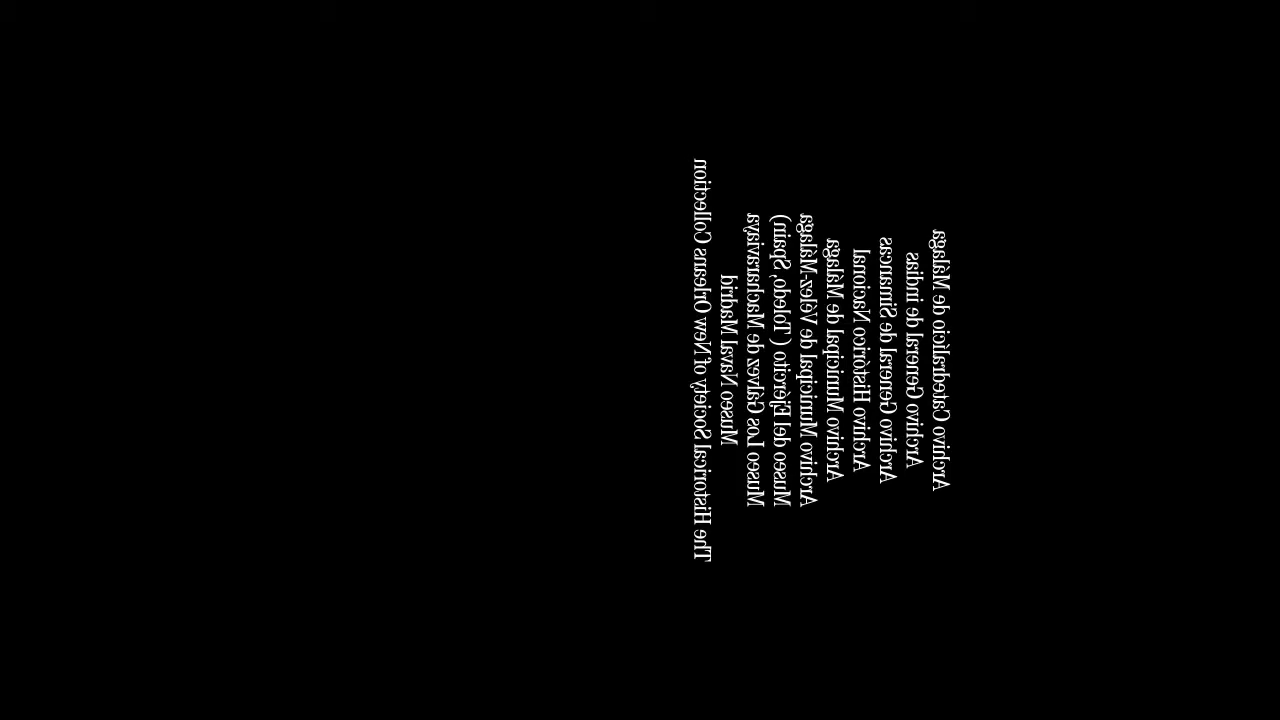 Archivo Catedralício de Málaga
Archivo General de indias
Archivo General de Simancas
Archivo Histórico Nacional
Archivo Municipal de Málaga
Archivo Municipal de Vélez-Málaga
Museo del Ejército ( Toledo, Spain)
Museo Los Gálvez de Macharaviaya
Museo Naval Madrid
The Historical Society of New Orleans Collection